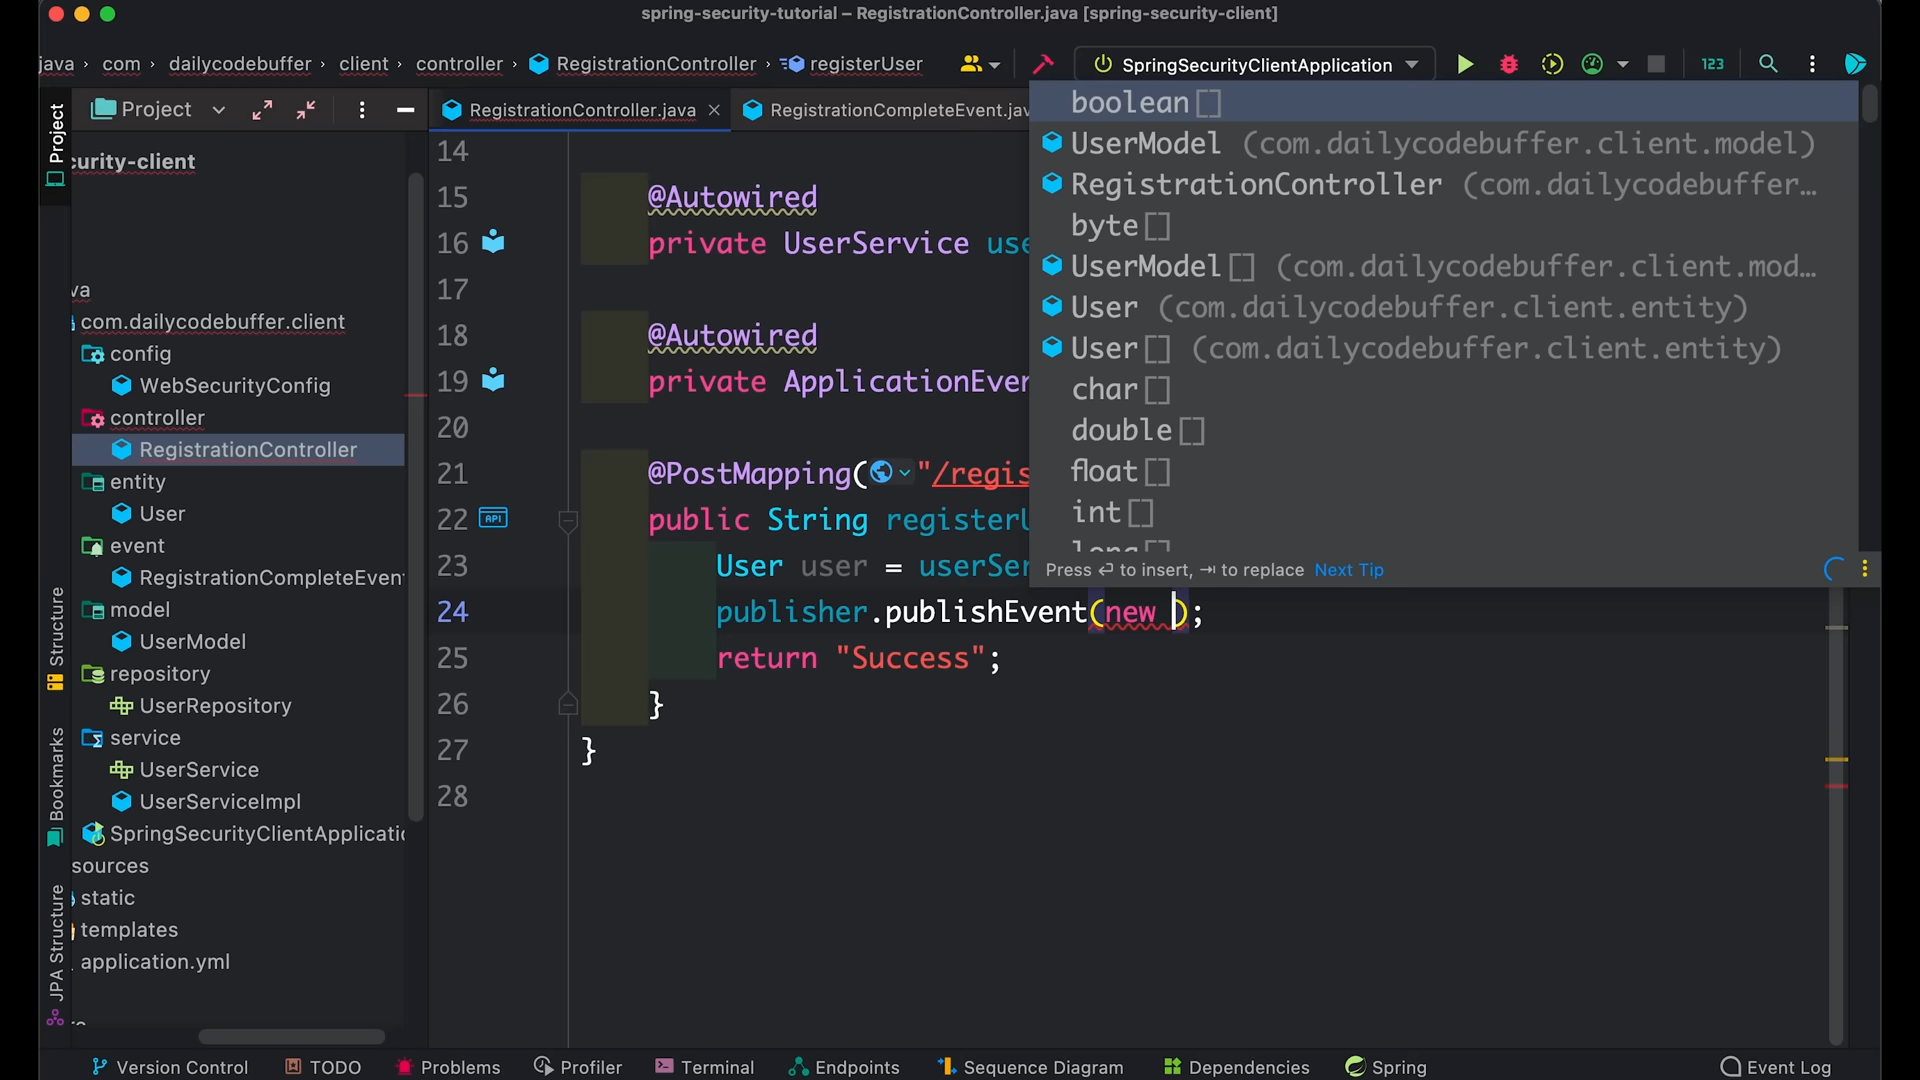 spring-security-tutorial – RegistrationController.java [spring-security-client]
java › com › dailycodebuffer › client › controller › RegistrationController › registerUser
SpringSecurityClientApplication
123
Project
Project
RegistrationController.java
RegistrationCompleteEvent.jav
curity-client
va
com.dailycodebuffer.client
config
WebSecurityConfig
controller
RegistrationController
entity
User
event
RegistrationCompleteEven
model
UserModel
repository
UserRepository
service
UserService
UserServiceImpl
SpringSecurityClientApplicatio
sources
static
templates
application.yml
Structure
Bookmarks
JPA Structure
14
15 @Autowired
16 private UserService use
17
18 @Autowired
19 private ApplicationEver
20
21 @PostMapping("/regis
22 API public String registerU
23 User user = userSer
24 publisher.publishEvent(new );
25 return "Success";
26 }
27 }
28
boolean[]
UserModel (com.dailycodebuffer.client.model)
RegistrationController (com.dailycodebuffer…
byte[]
UserModel[] (com.dailycodebuffer.client.mod…
User (com.dailycodebuffer.client.entity)
User[] (com.dailycodebuffer.client.entity)
char[]
double[]
float[]
int[]
long[]
Press ↵ to insert, ⇥ to replace Next Tip
Version Control
TODO
Problems
Profiler
Terminal
Endpoints
Sequence Diagram
Dependencies
Spring
Event Log